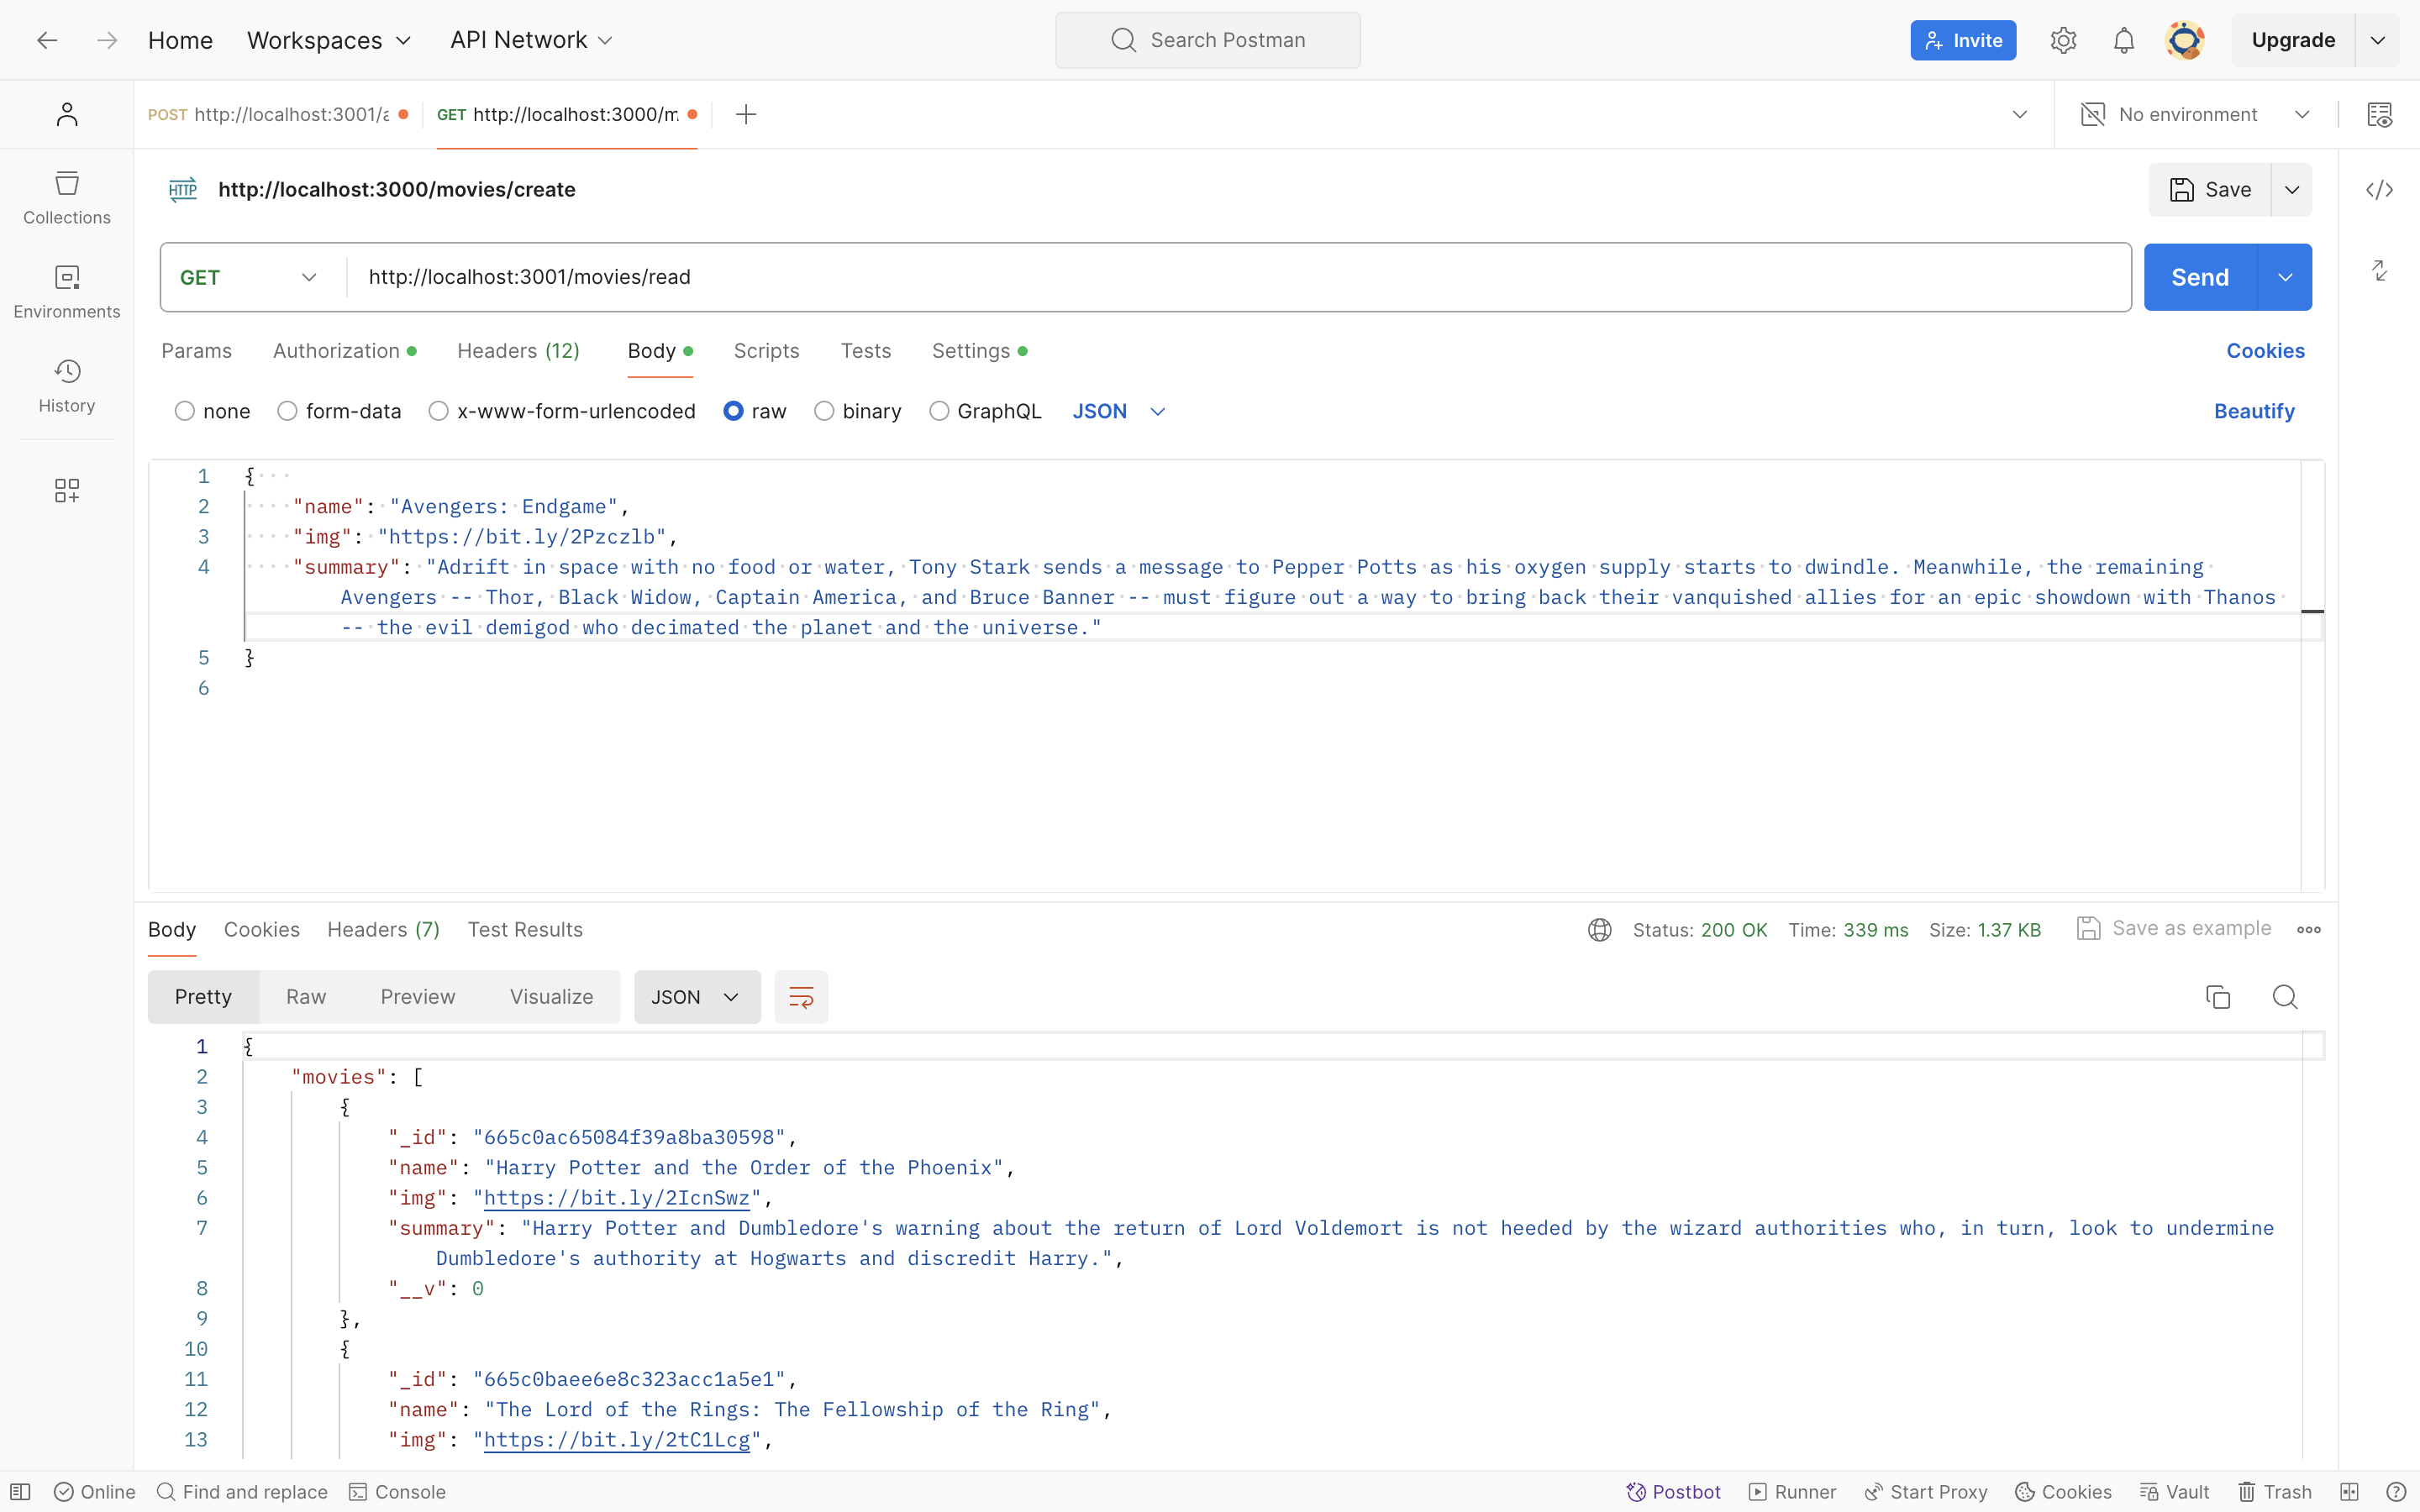 Home Workspaces API Network Search Postman Invite Upgrade
POST http://localhost:3001/a GET http://localhost:3000/m. No environment
Collections
Environments
History
HTTP http://localhost:3000/movies/create Save
GET http://localhost:3001/movies/read Send
Params Authorization Headers (12) Body Scripts Tests Settings Cookies
none form-data x-www-form-urlencoded raw binary GraphQL JSON Beautify
1 {
2 "name": "Avengers: Endgame",
3 "img": "https://bit.ly/2Pzczlb",
4 "summary": "Adrift in space with no food or water, Tony Stark sends a message to Pepper Potts as his oxygen supply starts to dwindle. Meanwhile, the remaining
Avengers -- Thor, Black Widow, Captain America, and Bruce Banner -- must figure out a way to bring back their vanquished allies for an epic showdown with Thanos
-- the evil demigod who decimated the planet and the universe."
5 }
6
Body Cookies Headers (7) Test Results Status: 200 OK Time: 339 ms Size: 1.37 KB Save as example
Pretty Raw Preview Visualize JSON
1 {
2 "movies": [
3 {
4 "_id": "665c0ac65084f39a8ba30598",
5 "name": "Harry Potter and the Order of the Phoenix",
6 "img": "https://bit.ly/2IcnSwz",
7 "summary": "Harry Potter and Dumbledore's warning about the return of Lord Voldemort is not heeded by the wizard authorities who, in turn, look to undermine
Dumbledore's authority at Hogwarts and discredit Harry.",
8 "__v": 0
9 },
10 {
11 "_id": "665c0baee6e8c323acc1a5e1",
12 "name": "The Lord of the Rings: The Fellowship of the Ring",
13 "img": "https://bit.ly/2tC1Lcg",
Online Find and replace Console Postbot Runner Start Proxy Cookies Vault Trash